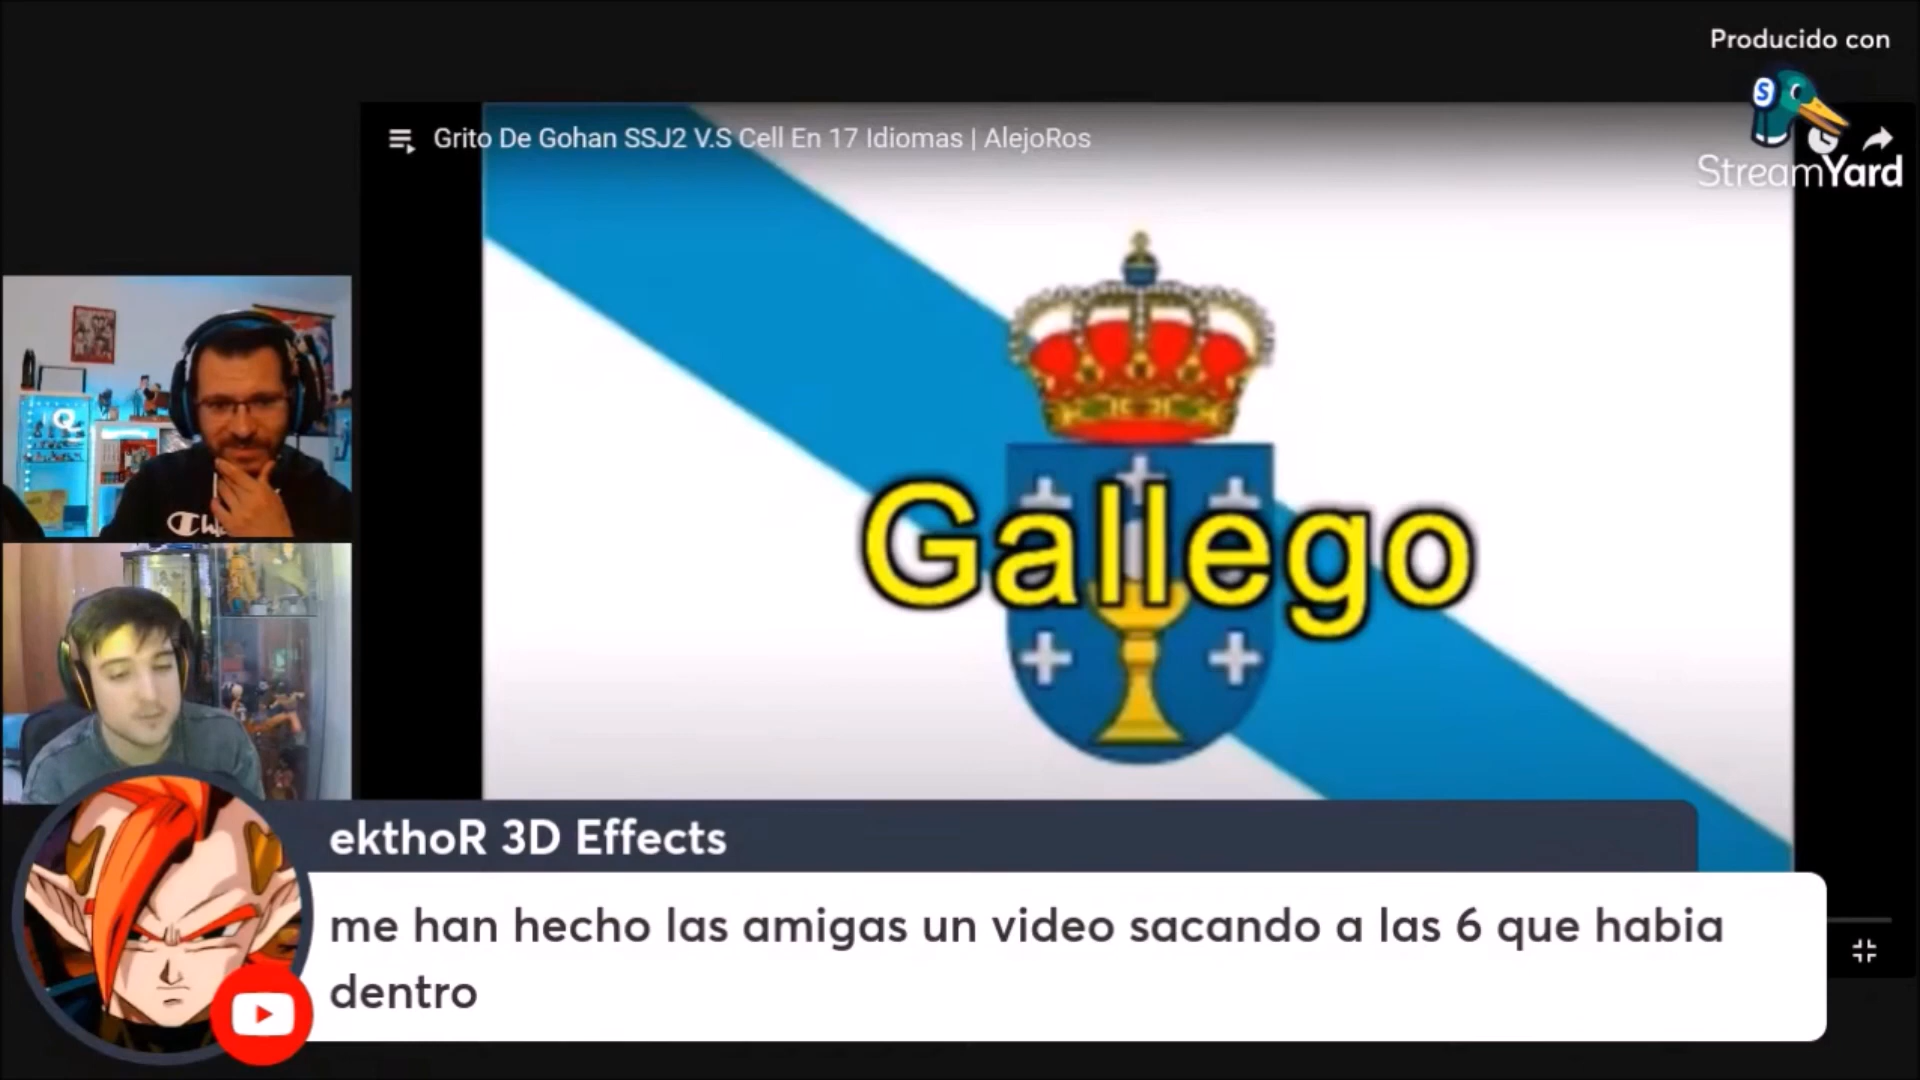 Producido con
StreamYard
Grito De Gohan SSJ2 V.S Cell En 17 Idiomas | AlejoRos
Gallego
ekthoR 3D Effects
me han hecho las amigas un video sacando a las 6 que habia
dentro